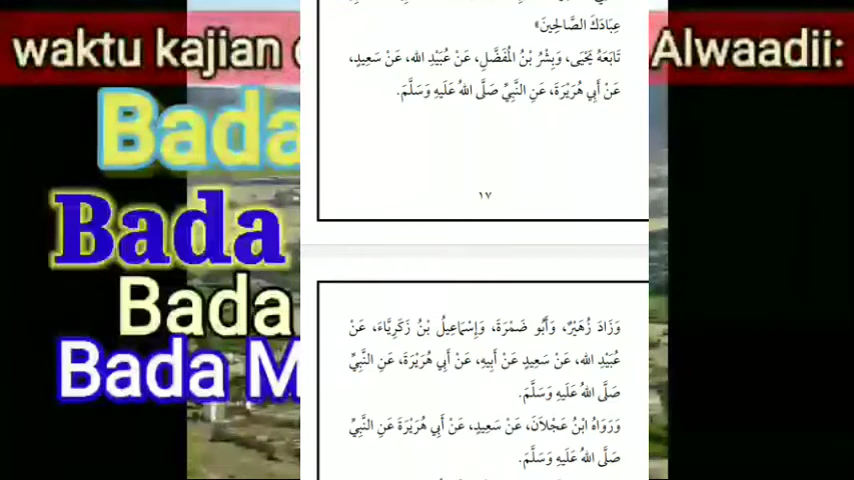 waktu kajian
Alwaadii:
Bada
Bada
Bada
Bada M
عِبَادَكَ الصَّالِحِينَ»
تَابَعَهُ يَحْيَى، وَبِشْرُ بْنُ الْمُفَضَّلِ، عَنْ عُبَيْدِ الله، عَنْ سَعِيدٍ،
عَنْ أَبِي هُرَيْرَةَ، عَنِ النَّبِيِّ صَلَّى اللهُ عَلَيْهِ وَسَلَّمَ.
١٧
وَزَادَ زُهَيْرٌ، وَأَبُو ضَمْرَةَ، وَإِسْمَاعِيلُ بْنُ زَكَرِيَّاءَ، عَنْ
عُبَيْدِ الله، عَنْ سَعِيدٍ عَنْ أَبِيهِ، عَنْ أَبِي هُرَيْرَةَ، عَنِ النَّبِيِّ
صَلَّى اللهُ عَلَيْهِ وَسَلَّمَ.
وَرَوَاهُ ابْنُ عَجْلاَنَ، عَنْ سَعِيدٍ، عَنْ أَبِي هُرَيْرَةَ عَنِ النَّبِيِّ
صَلَّى اللهُ عَلَيْهِ وَسَلَّمَ.